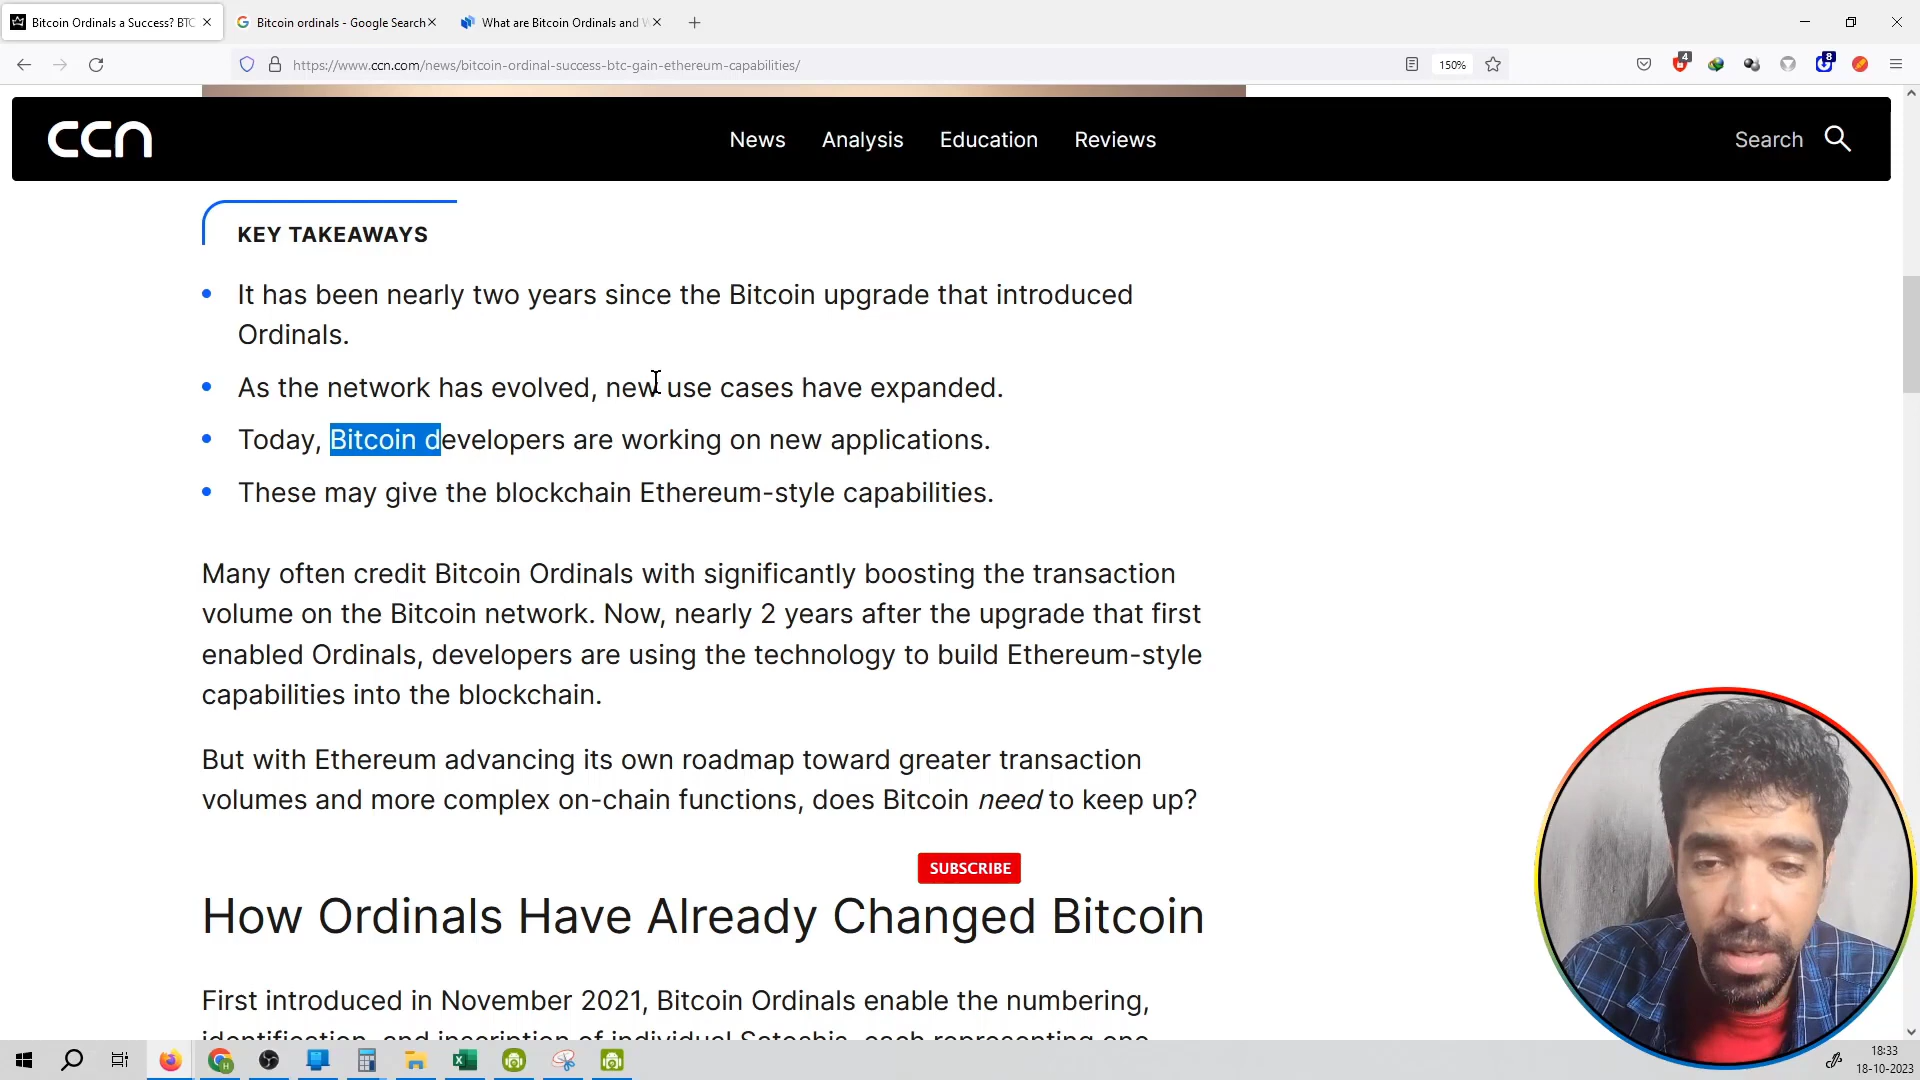 Bitcoin Ordinals a Success? BTC
Bitcoin ordinals - Google Search
What are Bitcoin Ordinals and W
https://www.ccn.com/news/bitcoin-ordinal-success-btc-gain-ethereum-capabilities/
150%
4
8
ccn
News
Analysis
Education
Reviews
Search
KEY TAKEAWAYS
It has been nearly two years since the Bitcoin upgrade that introduced
Ordinals.
As the network has evolved, new use cases have expanded.
Today, Bitcoin developers are working on new applications.
These may give the blockchain Ethereum-style capabilities.
Many often credit Bitcoin Ordinals with significantly boosting the transaction
volume on the Bitcoin network. Now, nearly 2 years after the upgrade that first
enabled Ordinals, developers are using the technology to build Ethereum-style
capabilities into the blockchain.
But with Ethereum advancing its own roadmap toward greater transaction
volumes and more complex on-chain functions, does Bitcoin need to keep up?
SUBSCRIBE
How Ordinals Have Already Changed Bitcoin
First introduced in November 2021, Bitcoin Ordinals enable the numbering,
identification, and inscription of individual Satoshis, each representing one
18:33
18-10-2023